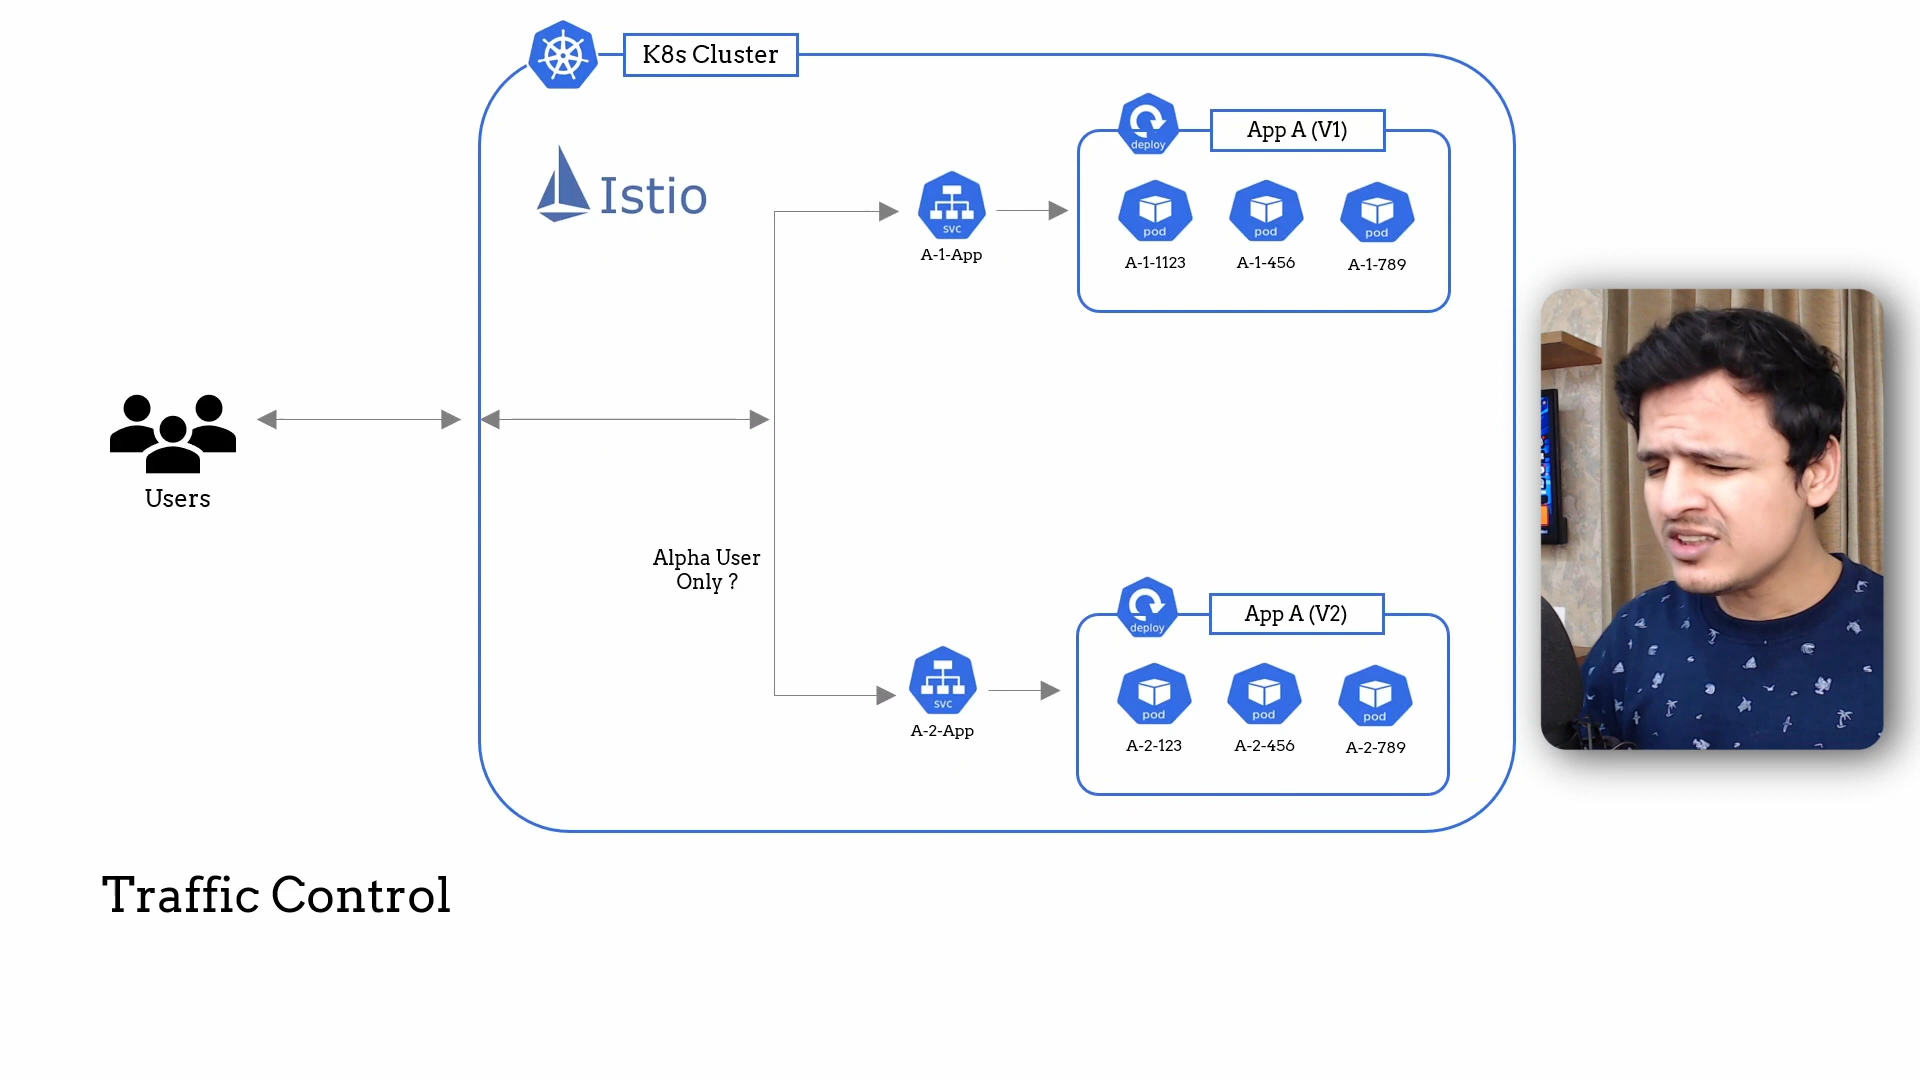 K8s Cluster
Istio
deploy
App A (V1)
svc
A-1-App
pod
pod
pod
A-1-1123
A-1-456
A-1-789
Users
Alpha User
Only ?
deploy
App A (V2)
svc
A-2-App
pod
pod
pod
A-2-123
A-2-456
A-2-789
Traffic Control